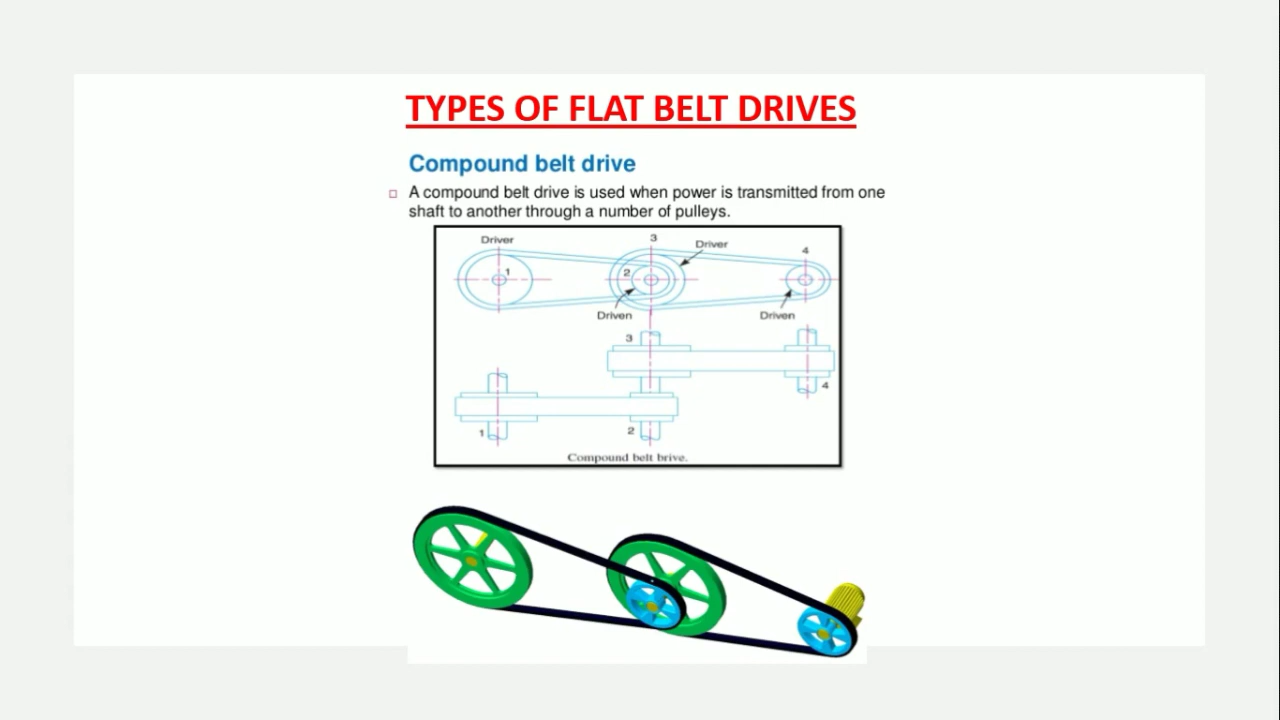 TYPES OF FLAT BELT DRIVES
Compound belt drive
A compound belt drive is used when power is transmitted from one
shaft to another through a number of pulleys.
Driver
3
Driver
4
1
2
Driven
Driven
3
4
1
2
Compound belt brive.